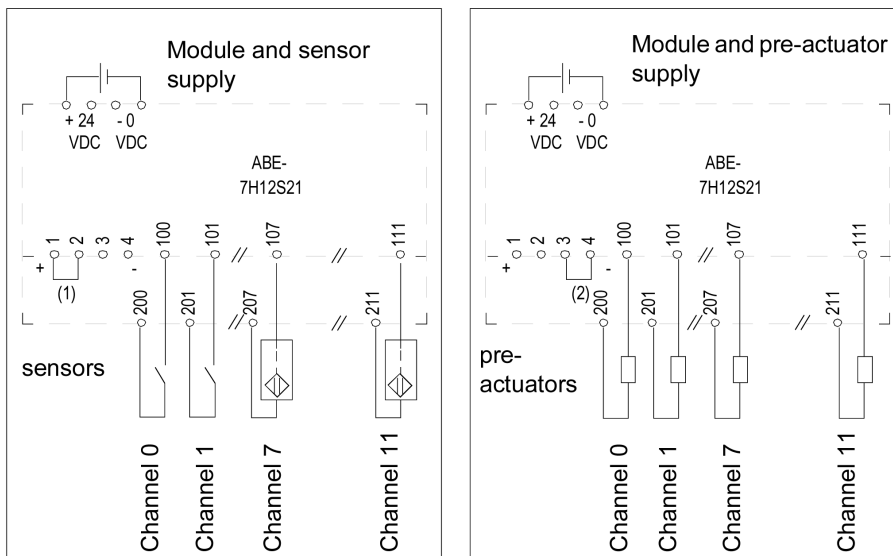 Module and sensor
supply
+ 24 - 0
VDC VDC
ABE-
7H12S21
1 2 3 4 100 101 // 107 // 111
+ -
(1)
200 201 // 207 // 211
sensors
Channel 0
Channel 1
Channel 7
Channel 11
Module and pre-actuator
supply
+ 24 - 0
VDC VDC
ABE-
7H12S21
1 2 3 4 100 101 // 107 111
+ -
(2)
200 201 // 207 // 211
pre-
actuators
Channel 0
Channel 1
Channel 7
Channel 11